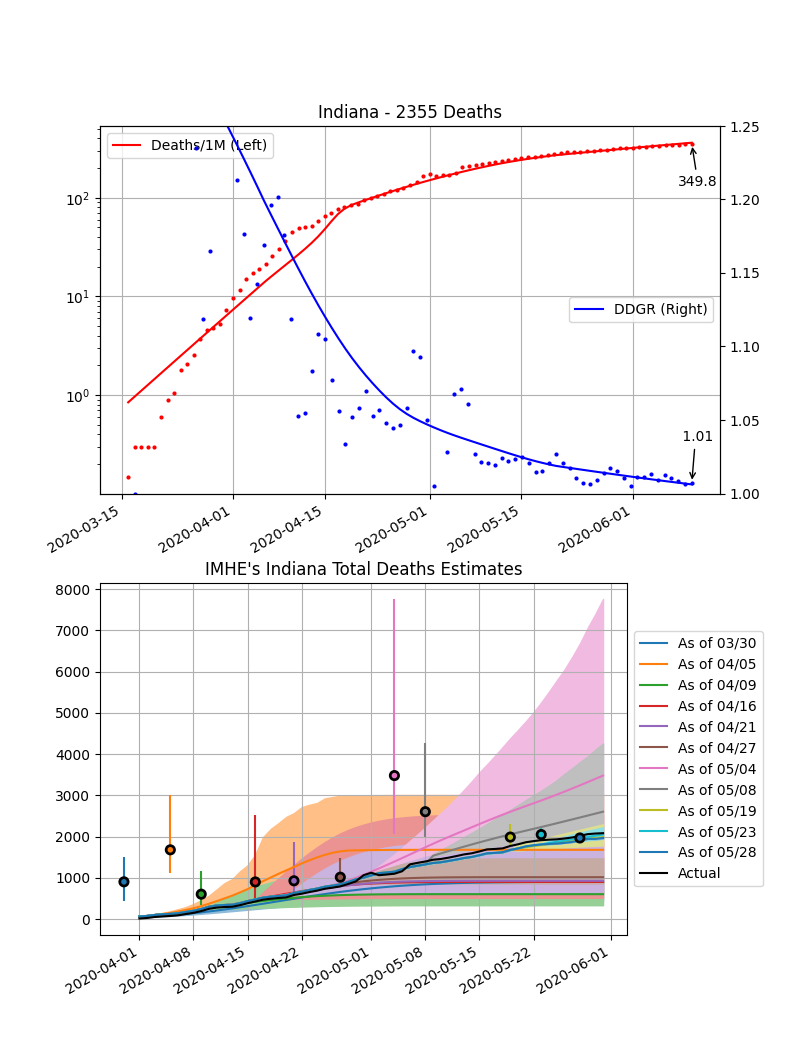 Indiana - 2355 Deaths
Deaths/1M (Left)
DDGR (Right)
349.8
1.01
10²
10¹
10⁰
1.25
1.20
1.15
1.10
1.05
1.00
2020-03-15
2020-04-01
2020-04-15
2020-05-01
2020-05-15
2020-06-01
IMHE's Indiana Total Deaths Estimates
8000
7000
6000
5000
4000
3000
2000
1000
0
2020-04-01
2020-04-08
2020-04-15
2020-04-22
2020-05-01
2020-05-08
2020-05-15
2020-05-22
2020-06-01
As of 03/30
As of 04/05
As of 04/09
As of 04/16
As of 04/21
As of 04/27
As of 05/04
As of 05/08
As of 05/19
As of 05/23
As of 05/28
Actual